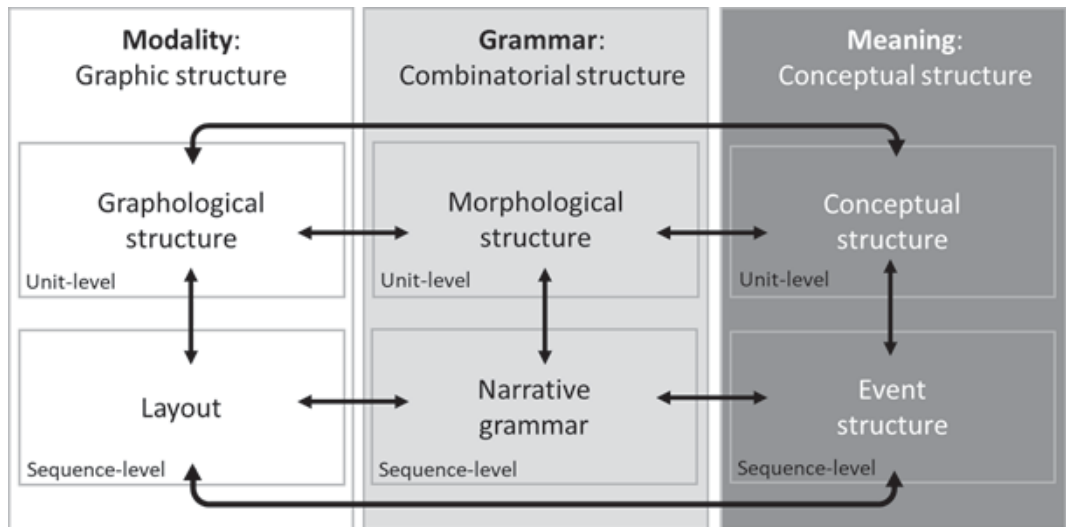 Modality:
Graphic structure
Grammar:
Combinatorial structure
Meaning:
Conceptual structure
Graphological
structure
Unit-level
Morphological
structure
Unit-level
Conceptual
structure
Unit-level
Layout
Sequence-level
Narrative
grammar
Sequence-level
Event
structure
Sequence-level